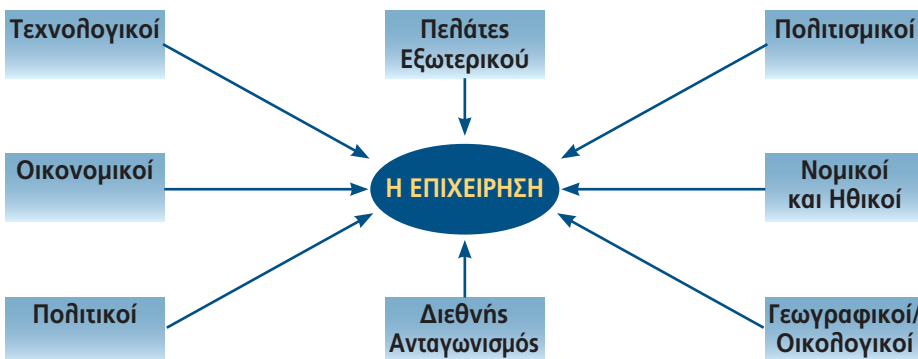 Τεχνολογικοί
Πελάτες
Εξωτερικού
Πολιτισμικοί
Οικονομικοί
Η ΕΠΙΧΕΙΡΗΣΗ
Νομικοί
και Ηθικοί
Πολιτικοί
Διεθνής
Ανταγωνισμός
Γεωγραφικοί/
Οικολογικοί